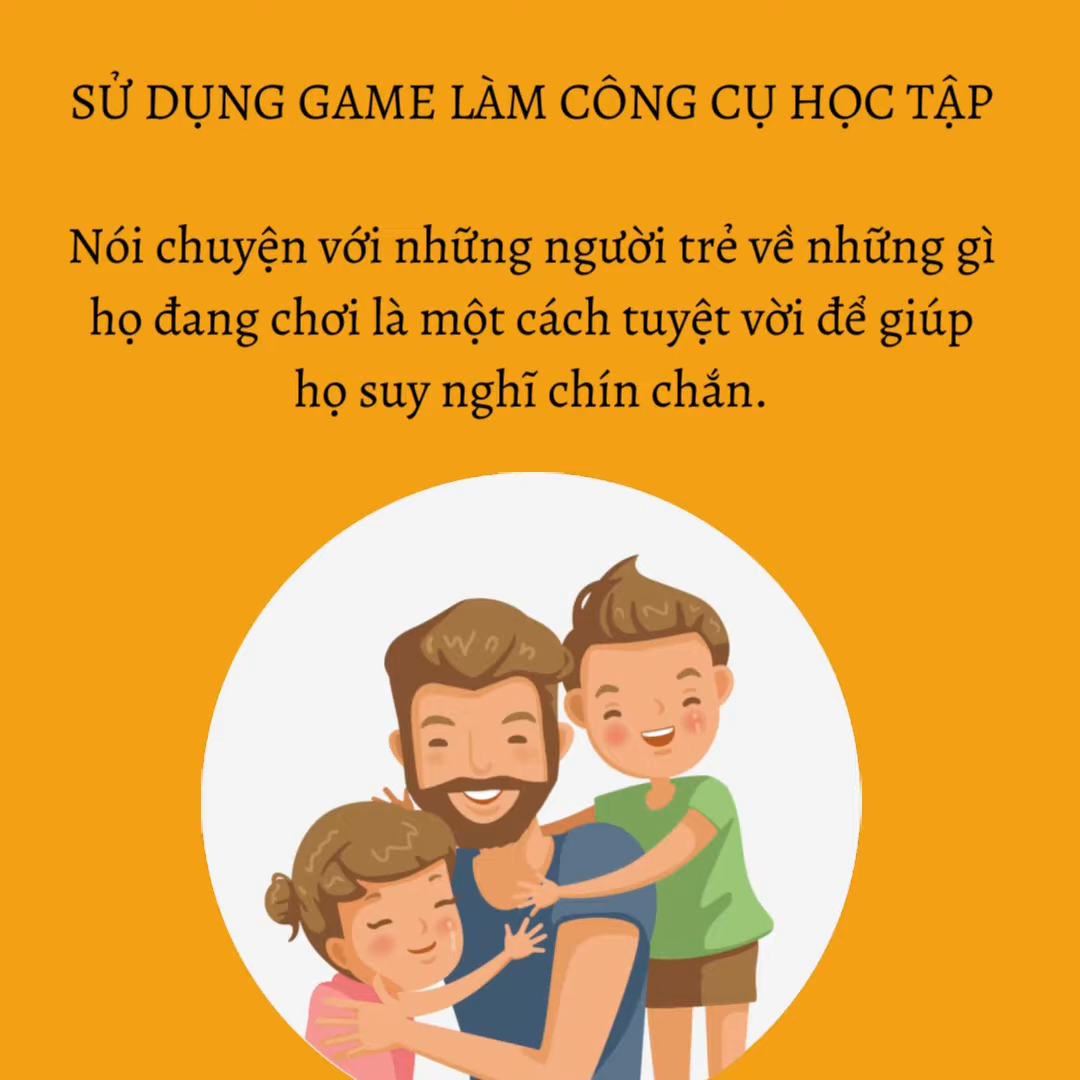 SỬ DỤNG GAME LÀM CÔNG CỤ HỌC TẬP
Nói chuyện với những người trẻ về những gì
họ đang chơi là một cách tuyệt vời để giúp
họ suy nghĩ chín chắn.